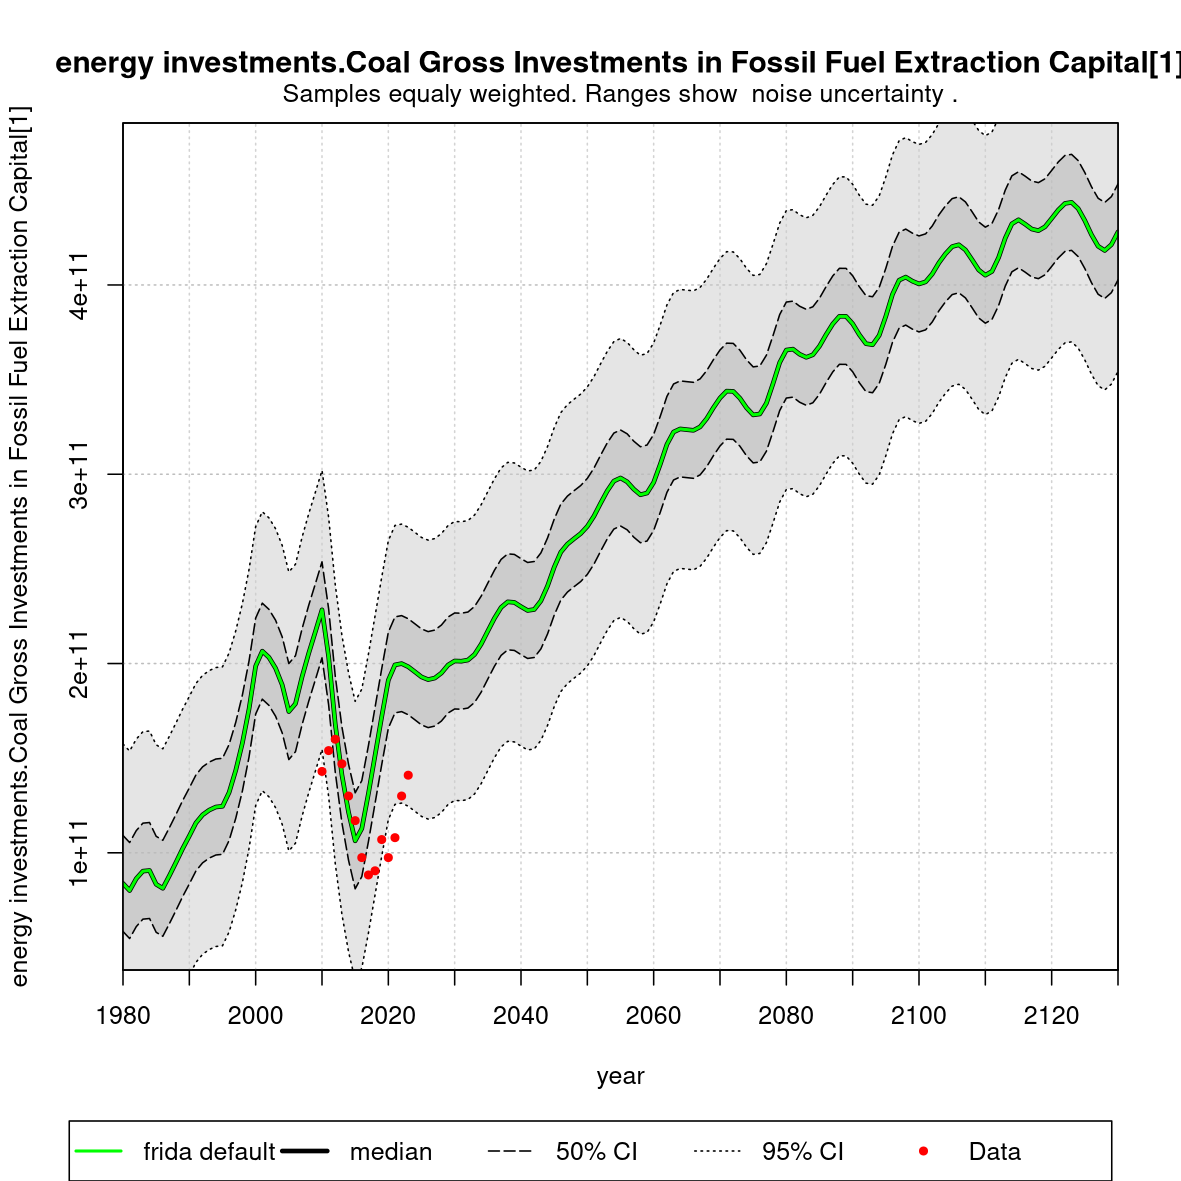 energy investments.Coal Gross Investments in Fossil Fuel Extraction Capital[1]
Samples equaly weighted. Ranges show  noise uncertainty .
energy investments.Coal Gross Investments in Fossil Fuel Extraction Capital[1]
4e+11
3e+11
2e+11
1e+11
1980 2000 2020 2040 2060 2080 2100 2120
year
frida default median 50% CI 95% CI Data